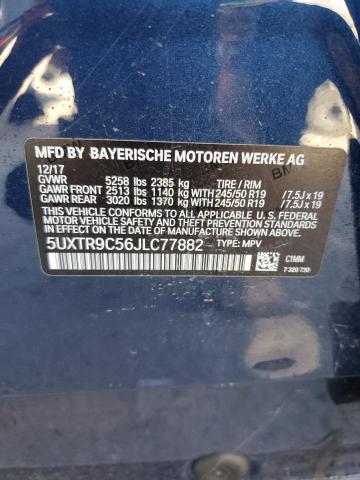 MFD BY BAYERISCHE MOTOREN WERKE AG
12/17
GVWR 5258 lbs 2385 kg TIRE / RIM
GAWR FRONT 2513 lbs 1140 kg WITH 245/50 R19 /7.5J x 19
GAWR REAR 3020 lbs 1370 kg WITH 245/50 R19 /7.5J x 19
THIS VEHICLE CONFORMS TO ALL APPLICABLE U.S. FEDERAL
MOTOR VEHICLE SAFETY, BUMPER, AND THEFT PREVENTION
STANDARDS IN EFFECT ON THE DATE OF MANUFACTURE SHOWN ABOVE.
5UXTR9C56JLC77882 - TYPE: MPV
C1MM
7 320 730